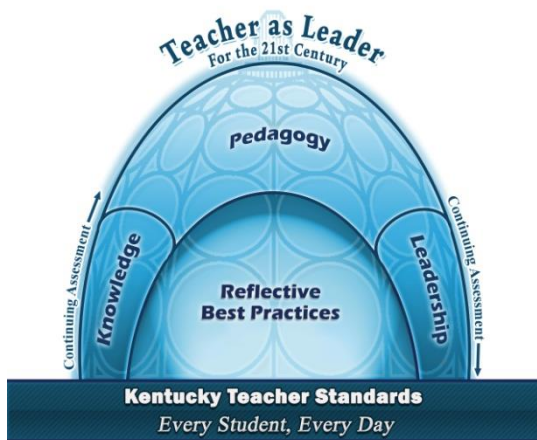 Teacher as Leader
For the 21st Century
Pedagogy
Continuing Assessment
Knowledge
Reflective
Best Practices
Leadership
Continuing Assessment
Kentucky Teacher Standards
Every Student, Every Day